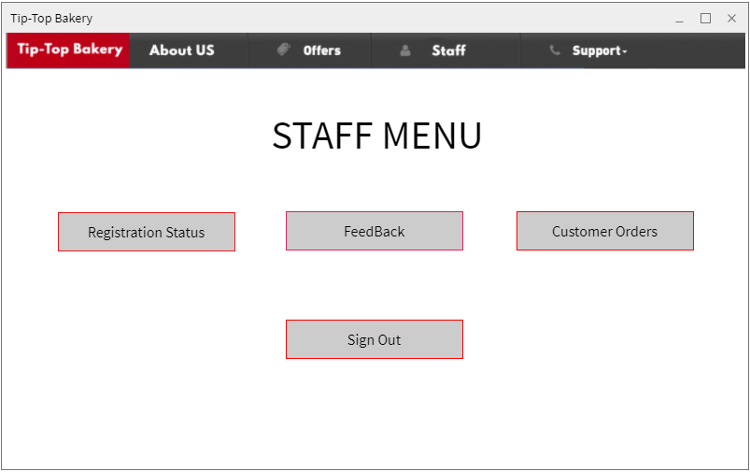 Tip-Top Bakery
Tip-Top Bakery About US Offers Staff Support
STAFF MENU
Registration Status FeedBack Customer Orders
Sign Out